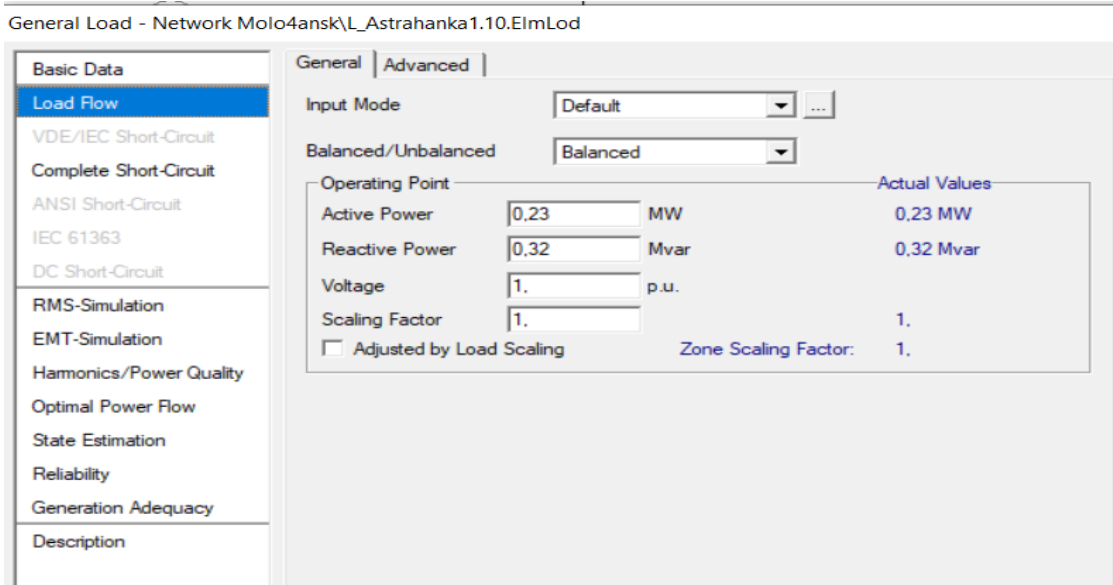 General Load - Network Molo4ansk\L_Astrahanka1.10.ElmLod
Basic Data
Load Flow
VDE/IEC Short-Circuit
Complete Short-Circuit
ANSI Short-Circuit
IEC 61363
DC Short-Circuit
RMS-Simulation
EMT-Simulation
Harmonics/Power Quality
Optimal Power Flow
State Estimation
Reliability
Generation Adequacy
Description
General Advanced
Input Mode Default ...
Balanced/Unbalanced Balanced
Operating Point Actual Values
Active Power 0,23 MW 0,23 MW
Reactive Power 0,32 Mvar 0,32 Mvar
Voltage 1, p.u.
Scaling Factor 1, 1,
Adjusted by Load Scaling Zone Scaling Factor: 1,